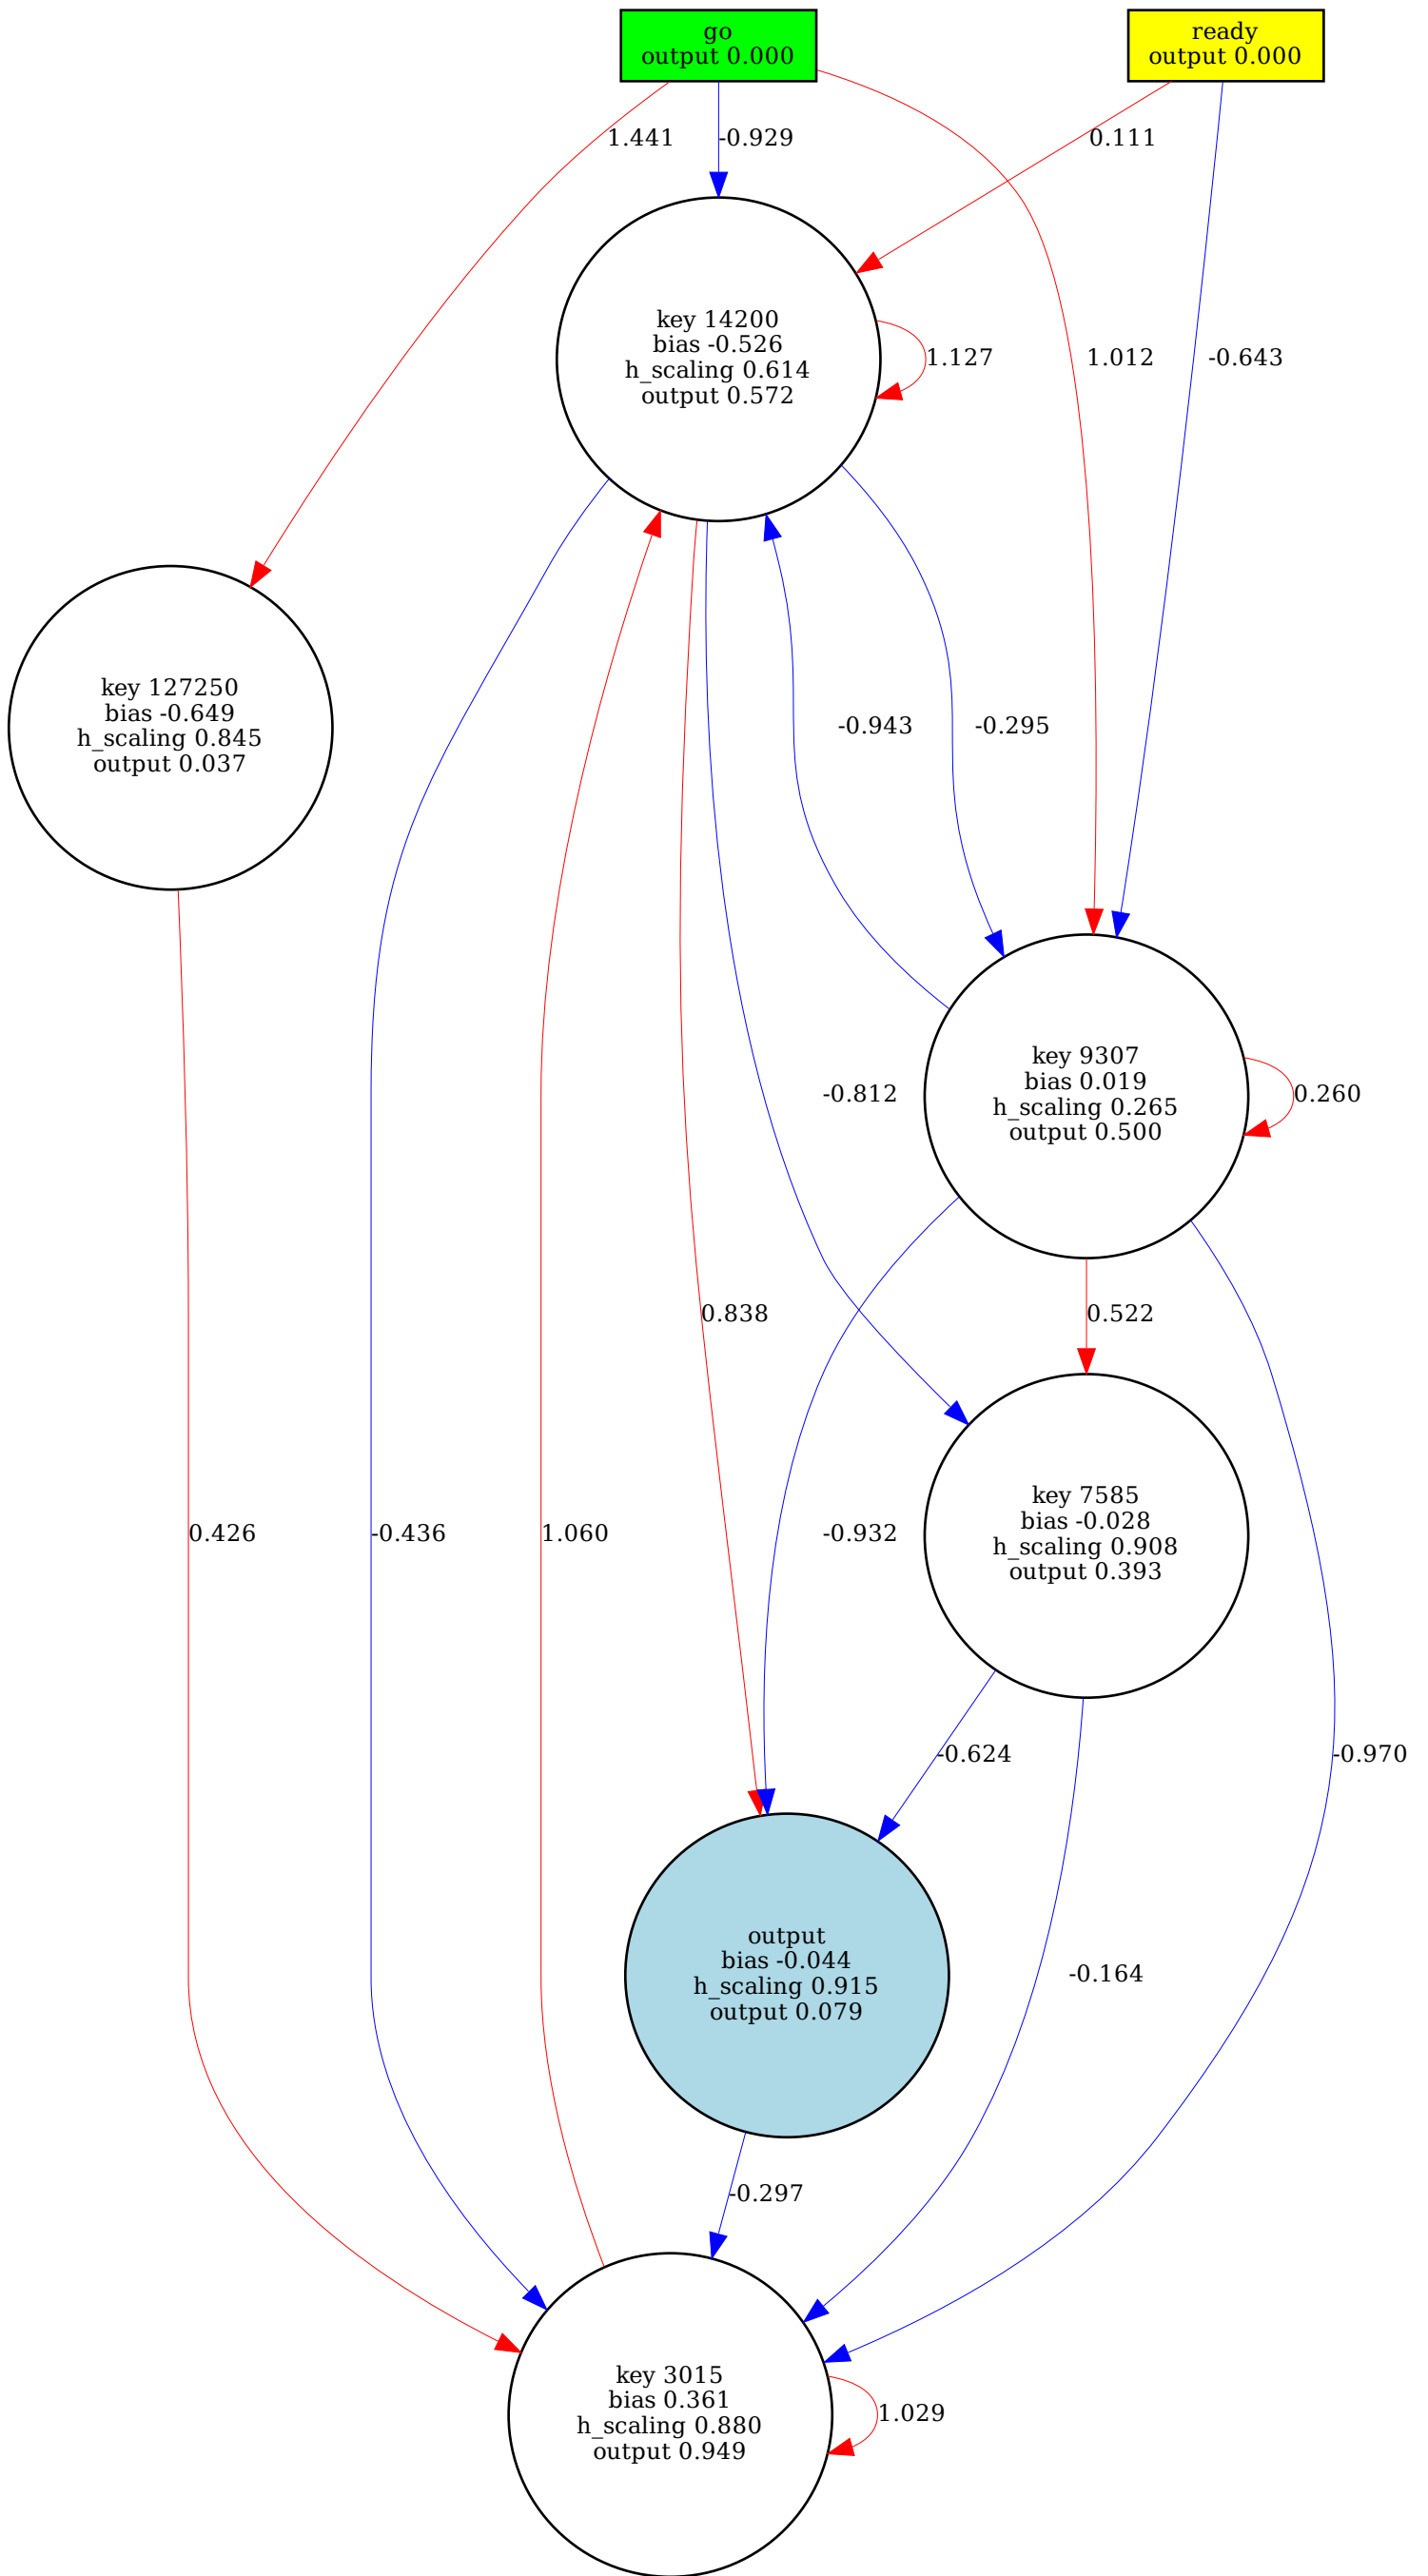 go
output 0.000
ready
output 0.000
1.441
-0.929
0.111
key 14200
bias -0.526
h_scaling 0.614
output 0.572
1.127
1.012
-0.643
key 127250
bias -0.649
h_scaling 0.845
output 0.037
-0.943
-0.295
key 9307
bias 0.019
h_scaling 0.265
output 0.500
-0.812
0.260
0.838
0.522
key 7585
bias -0.028
h_scaling 0.908
output 0.393
0.426
-0.436
1.060
-0.932
-0.624
-0.970
output
bias -0.044
h_scaling 0.915
output 0.079
-0.164
-0.297
key 3015
bias 0.361
h_scaling 0.880
output 0.949
1.029